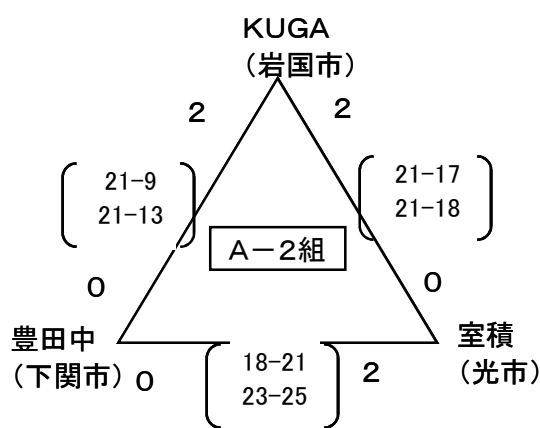 KUGA
（岩国市）
2 2
21-9
21-13
21-17
21-18
A－2組
0 0
豊田中
（下関市）
0
18-21
23-25
2
室積
（光市）